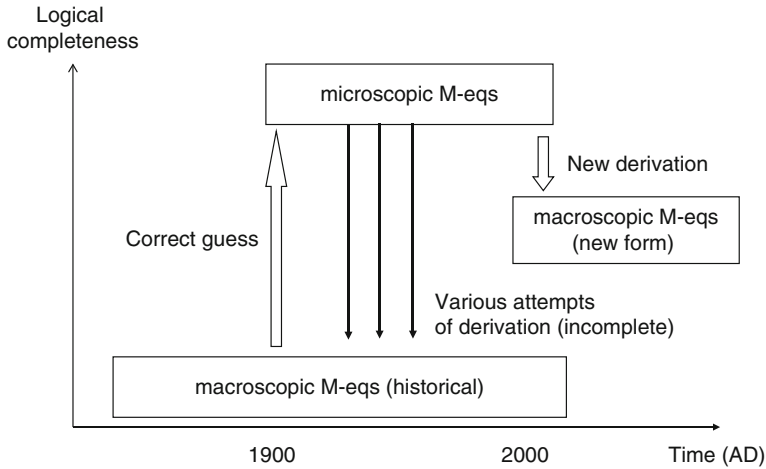 Logical
completeness
microscopic M-eqs
New derivation
macroscopic M-eqs
(new form)
Correct guess
Various attempts
of derivation (incomplete)
macroscopic M-eqs (historical)
1900
2000
Time (AD)